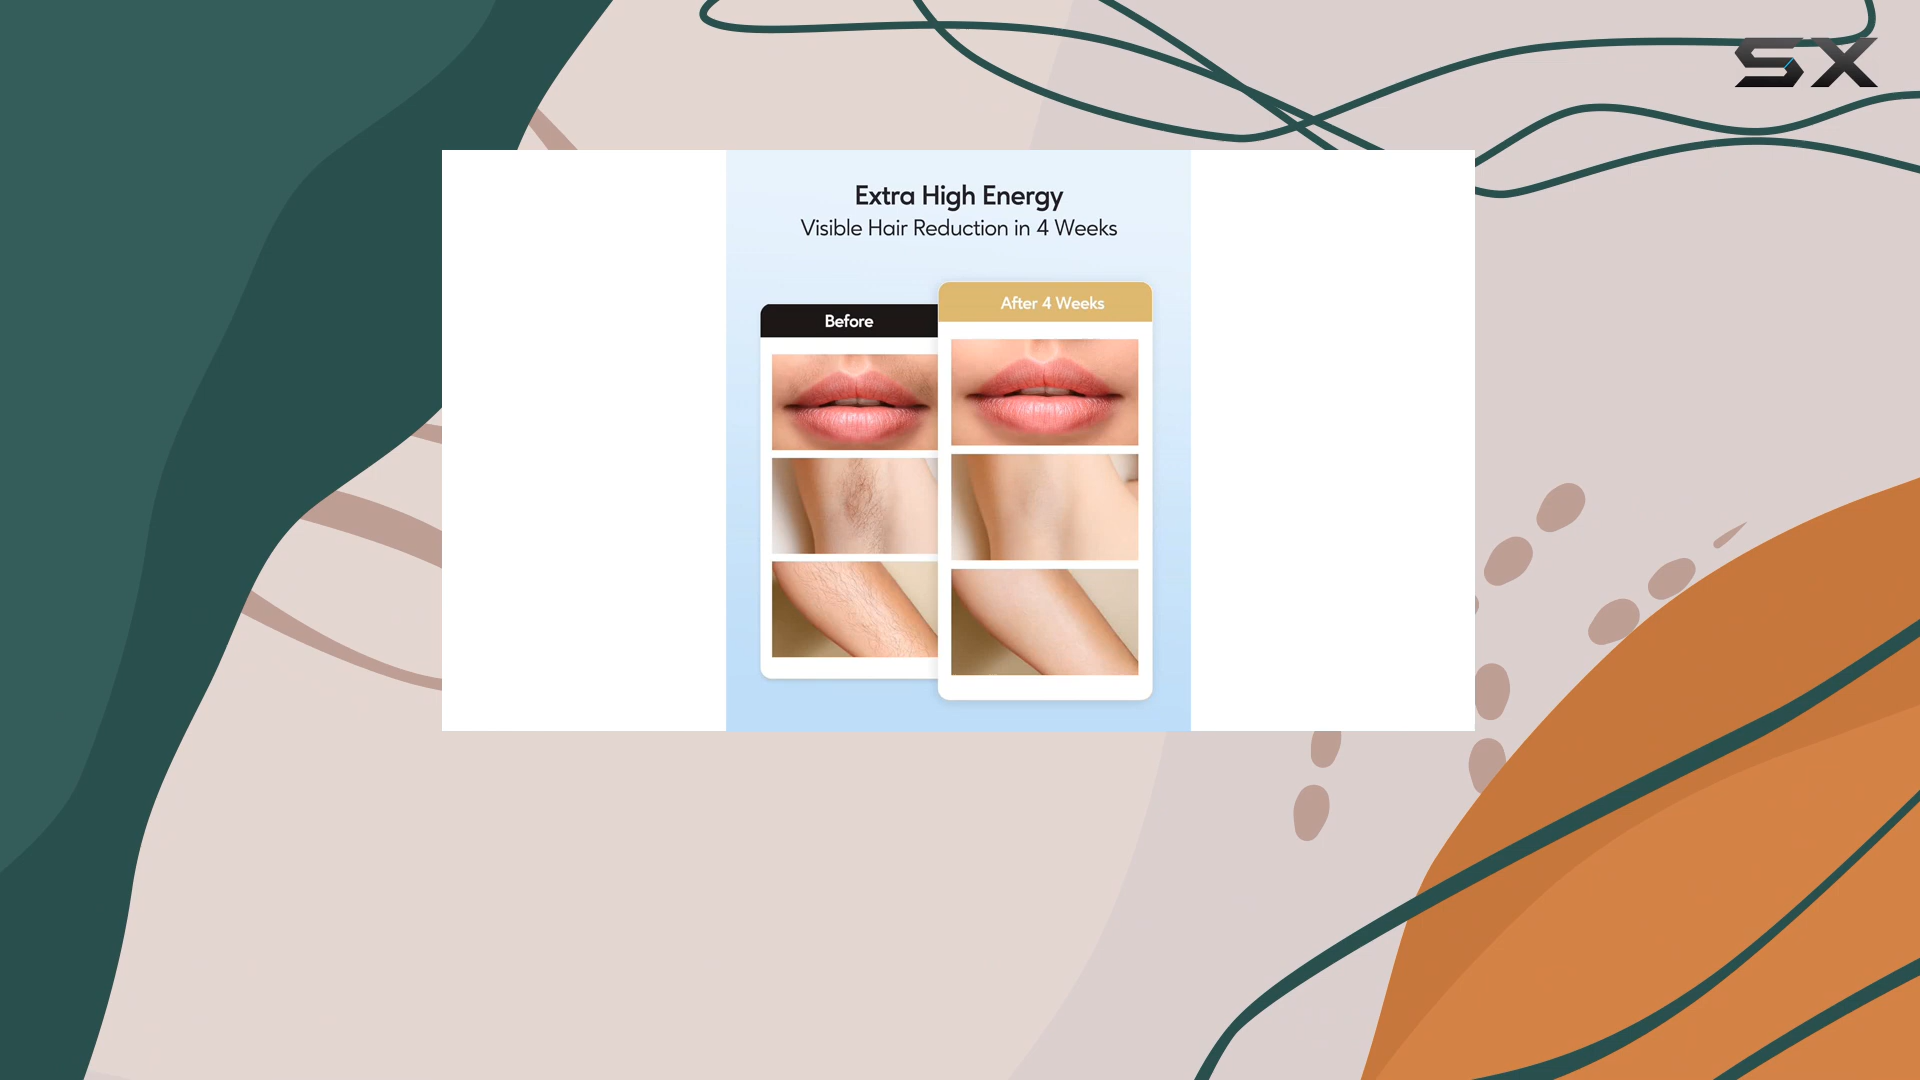 SX
Extra High Energy
Visible Hair Reduction in 4 Weeks
Before
After 4 Weeks